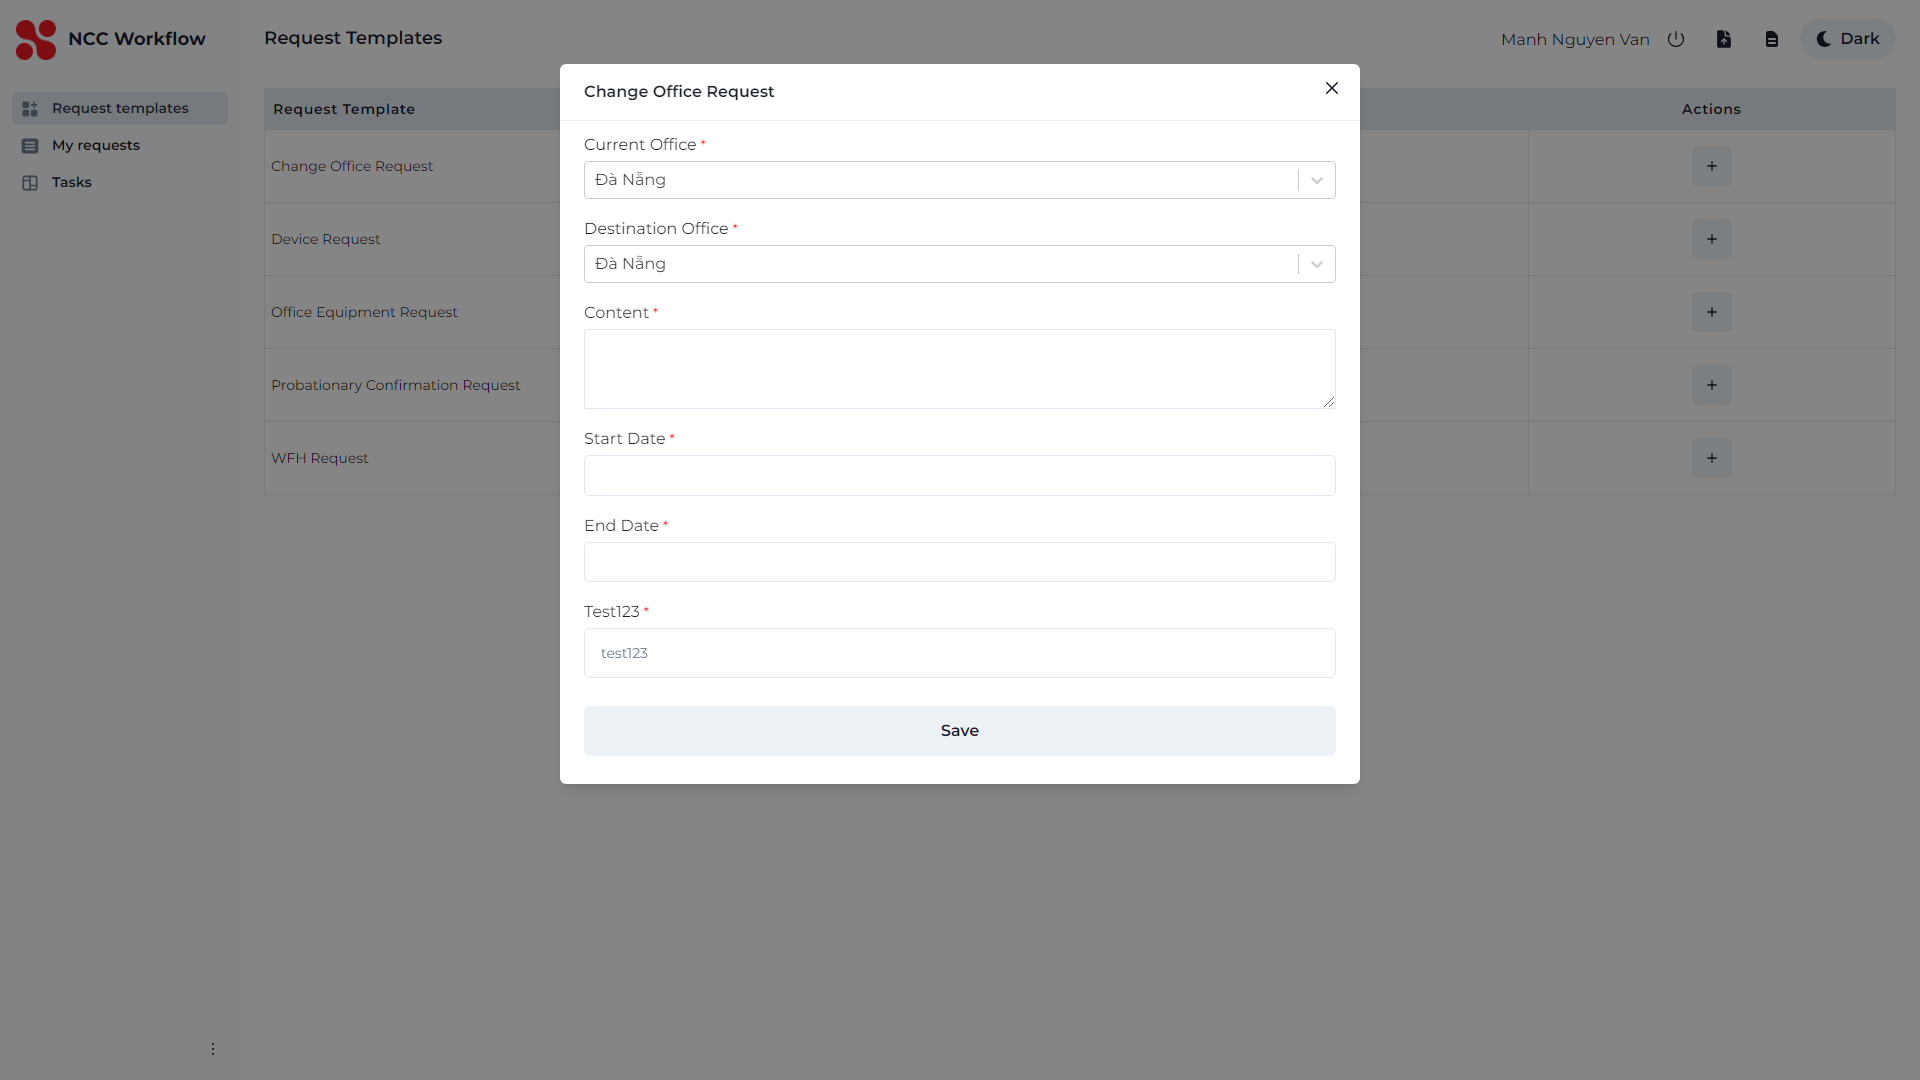 NCC Workflow
Request templates
My requests
Tasks
Request Templates
Manh Nguyen Van
Dark
Request Template
Actions
Change Office Request
Device Request
Office Equipment Request
Probationary Confirmation Request
WFH Request
Change Office Request
Current Office *
Đà Nẵng
Destination Office *
Đà Nẵng
Content *
Start Date *
End Date *
Test123 *
test123
Save